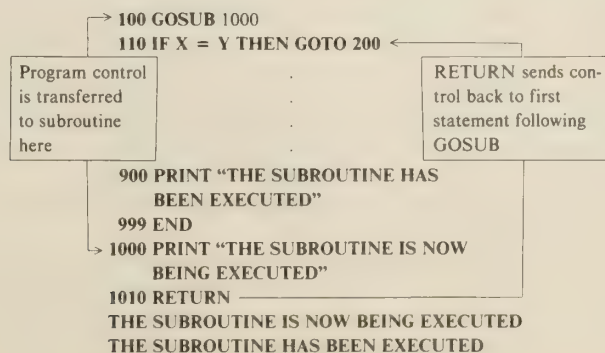 100 GOSUB 1000
110 IF X = Y THEN GOTO 200
Program control
is transferred
to subroutine
here
RETURN sends con-
trol back to first
statement following
GOSUB
.
.
.
900 PRINT “THE SUBROUTINE HAS
BEEN EXECUTED”
999 END
1000 PRINT “THE SUBROUTINE IS NOW
BEING EXECUTED”
1010 RETURN
THE SUBROUTINE IS NOW BEING EXECUTED
THE SUBROUTINE HAS BEEN EXECUTED